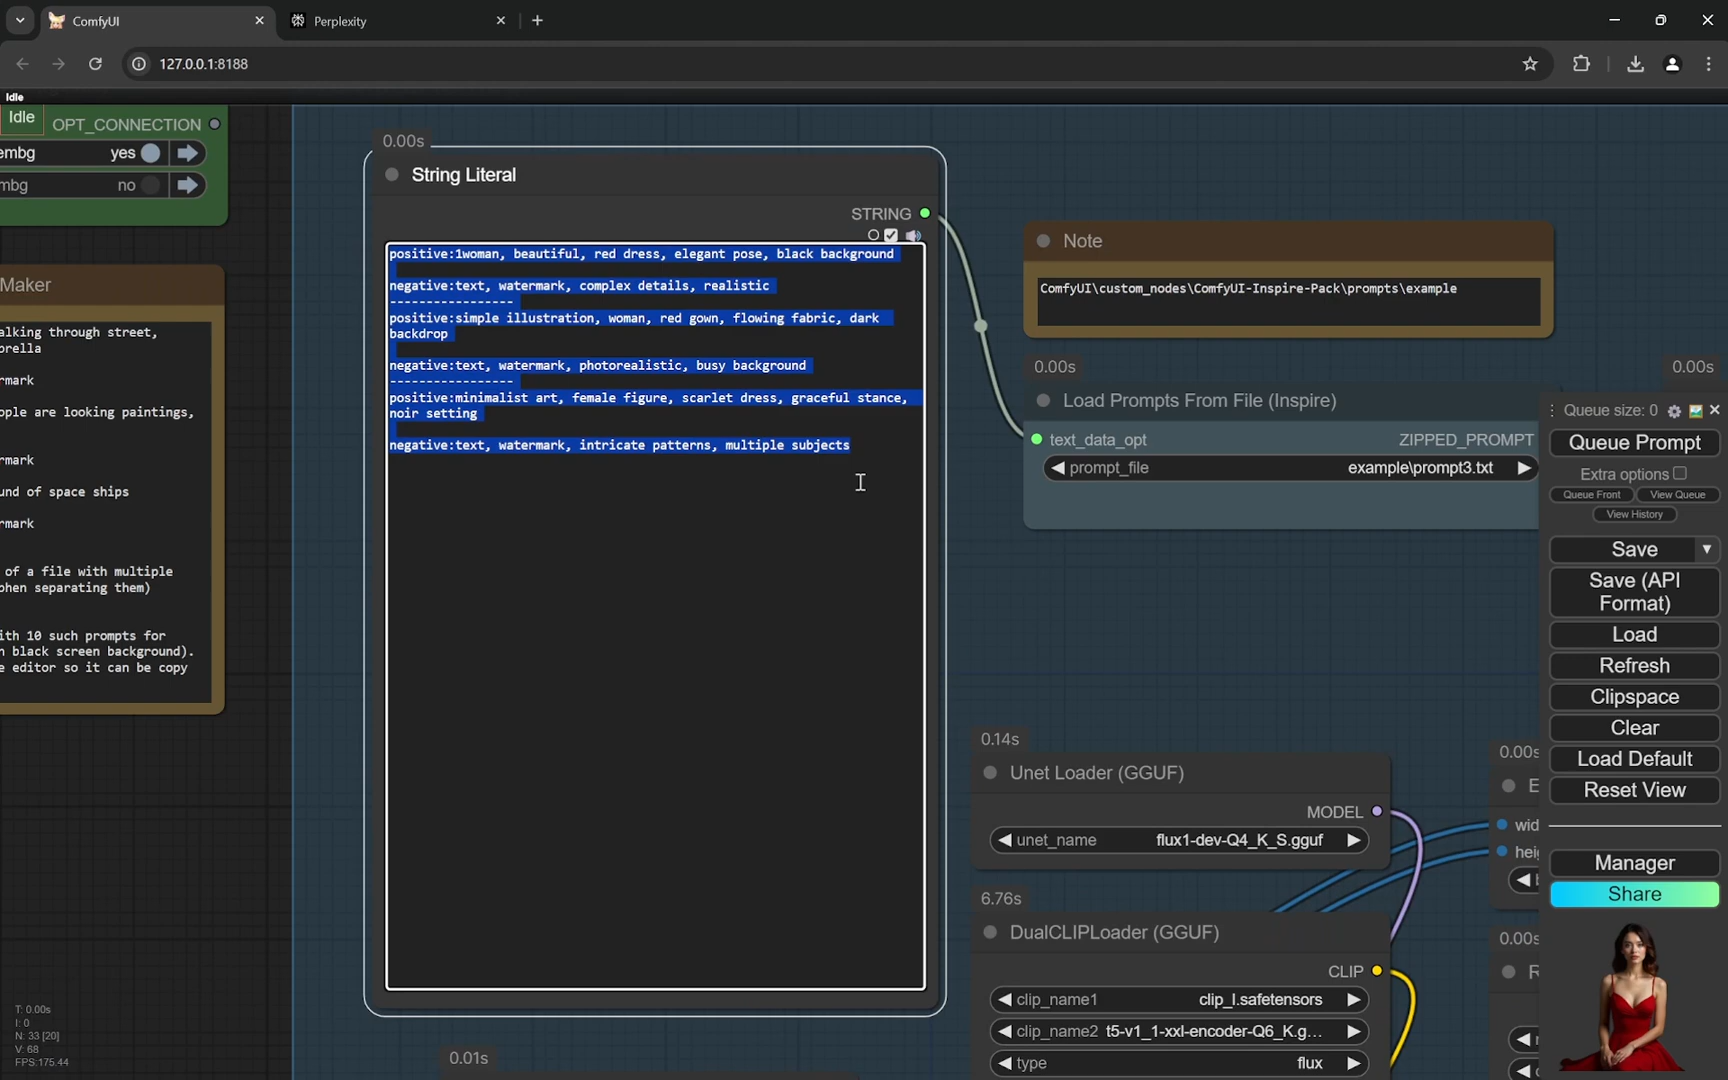 ComfyUI
Perplexity
127.0.0.1:8188
Idle
Idle
OPT_CONNECTION
embg yes
mbg no
Maker
alking through street,
brella
rmark
ople are looking paintings,
rmark
und of space ships
rmark
of a file with multiple
phen separating them)
ith 10 such prompts for
n black screen background).
e editor so it can be copy
0.00s
String Literal
STRING
positive:1woman, beautiful, red dress, elegant pose, black background
negative:text, watermark, complex details, realistic
-----------------
positive:simple illustration, woman, red gown, flowing fabric, dark
backdrop
negative:text, watermark, photorealistic, busy background
-----------------
positive:minimalist art, female figure, scarlet dress, graceful stance,
noir setting
negative:text, watermark, intricate patterns, multiple subjects
0.01s
Note
ComfyUI\custom_nodes\ComfyUI-Inspire-Pack\prompts\example
0.00s
0.00s
Load Prompts From File (Inspire)
text_data_opt ZIPPED_PROMPT
prompt_file example\prompt3.txt
0.14s
Unet Loader (GGUF)
MODEL
unet_name flux1-dev-Q4_K_S.gguf
6.76s
DualCLIPLoader (GGUF)
CLIP
clip_name1 clip_l.safetensors
clip_name2 t5-v1_1-xxl-encoder-Q6_K.g...
type flux
0.00s
E
wid
hei
0.00s
R
Queue size: 0
Queue Prompt
Extra options
Queue Front View Queue
View History
Save
Save (API
Format)
Load
Refresh
Clipspace
Clear
Load Default
Reset View
Manager
Share
T: 0.00s
I: 0
N: 33 [20]
V: 68
FPS:175.44